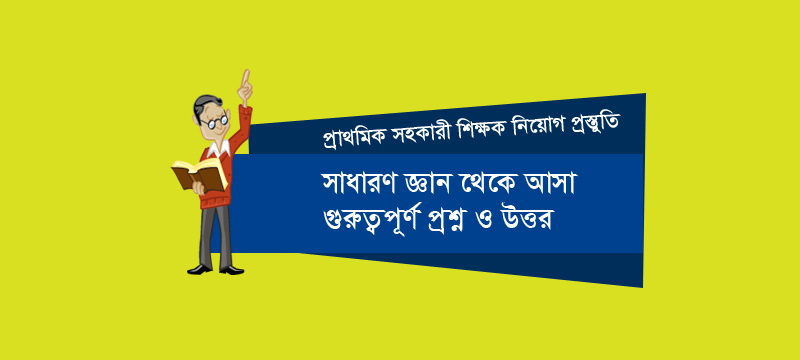 প্রাথমিক সহকারী শিক্ষক নিয়োগ প্রস্তুতি
সাধারণ জ্ঞান থেকে আসা
গুরুত্বপূর্ণ প্রশ্ন ও উত্তর